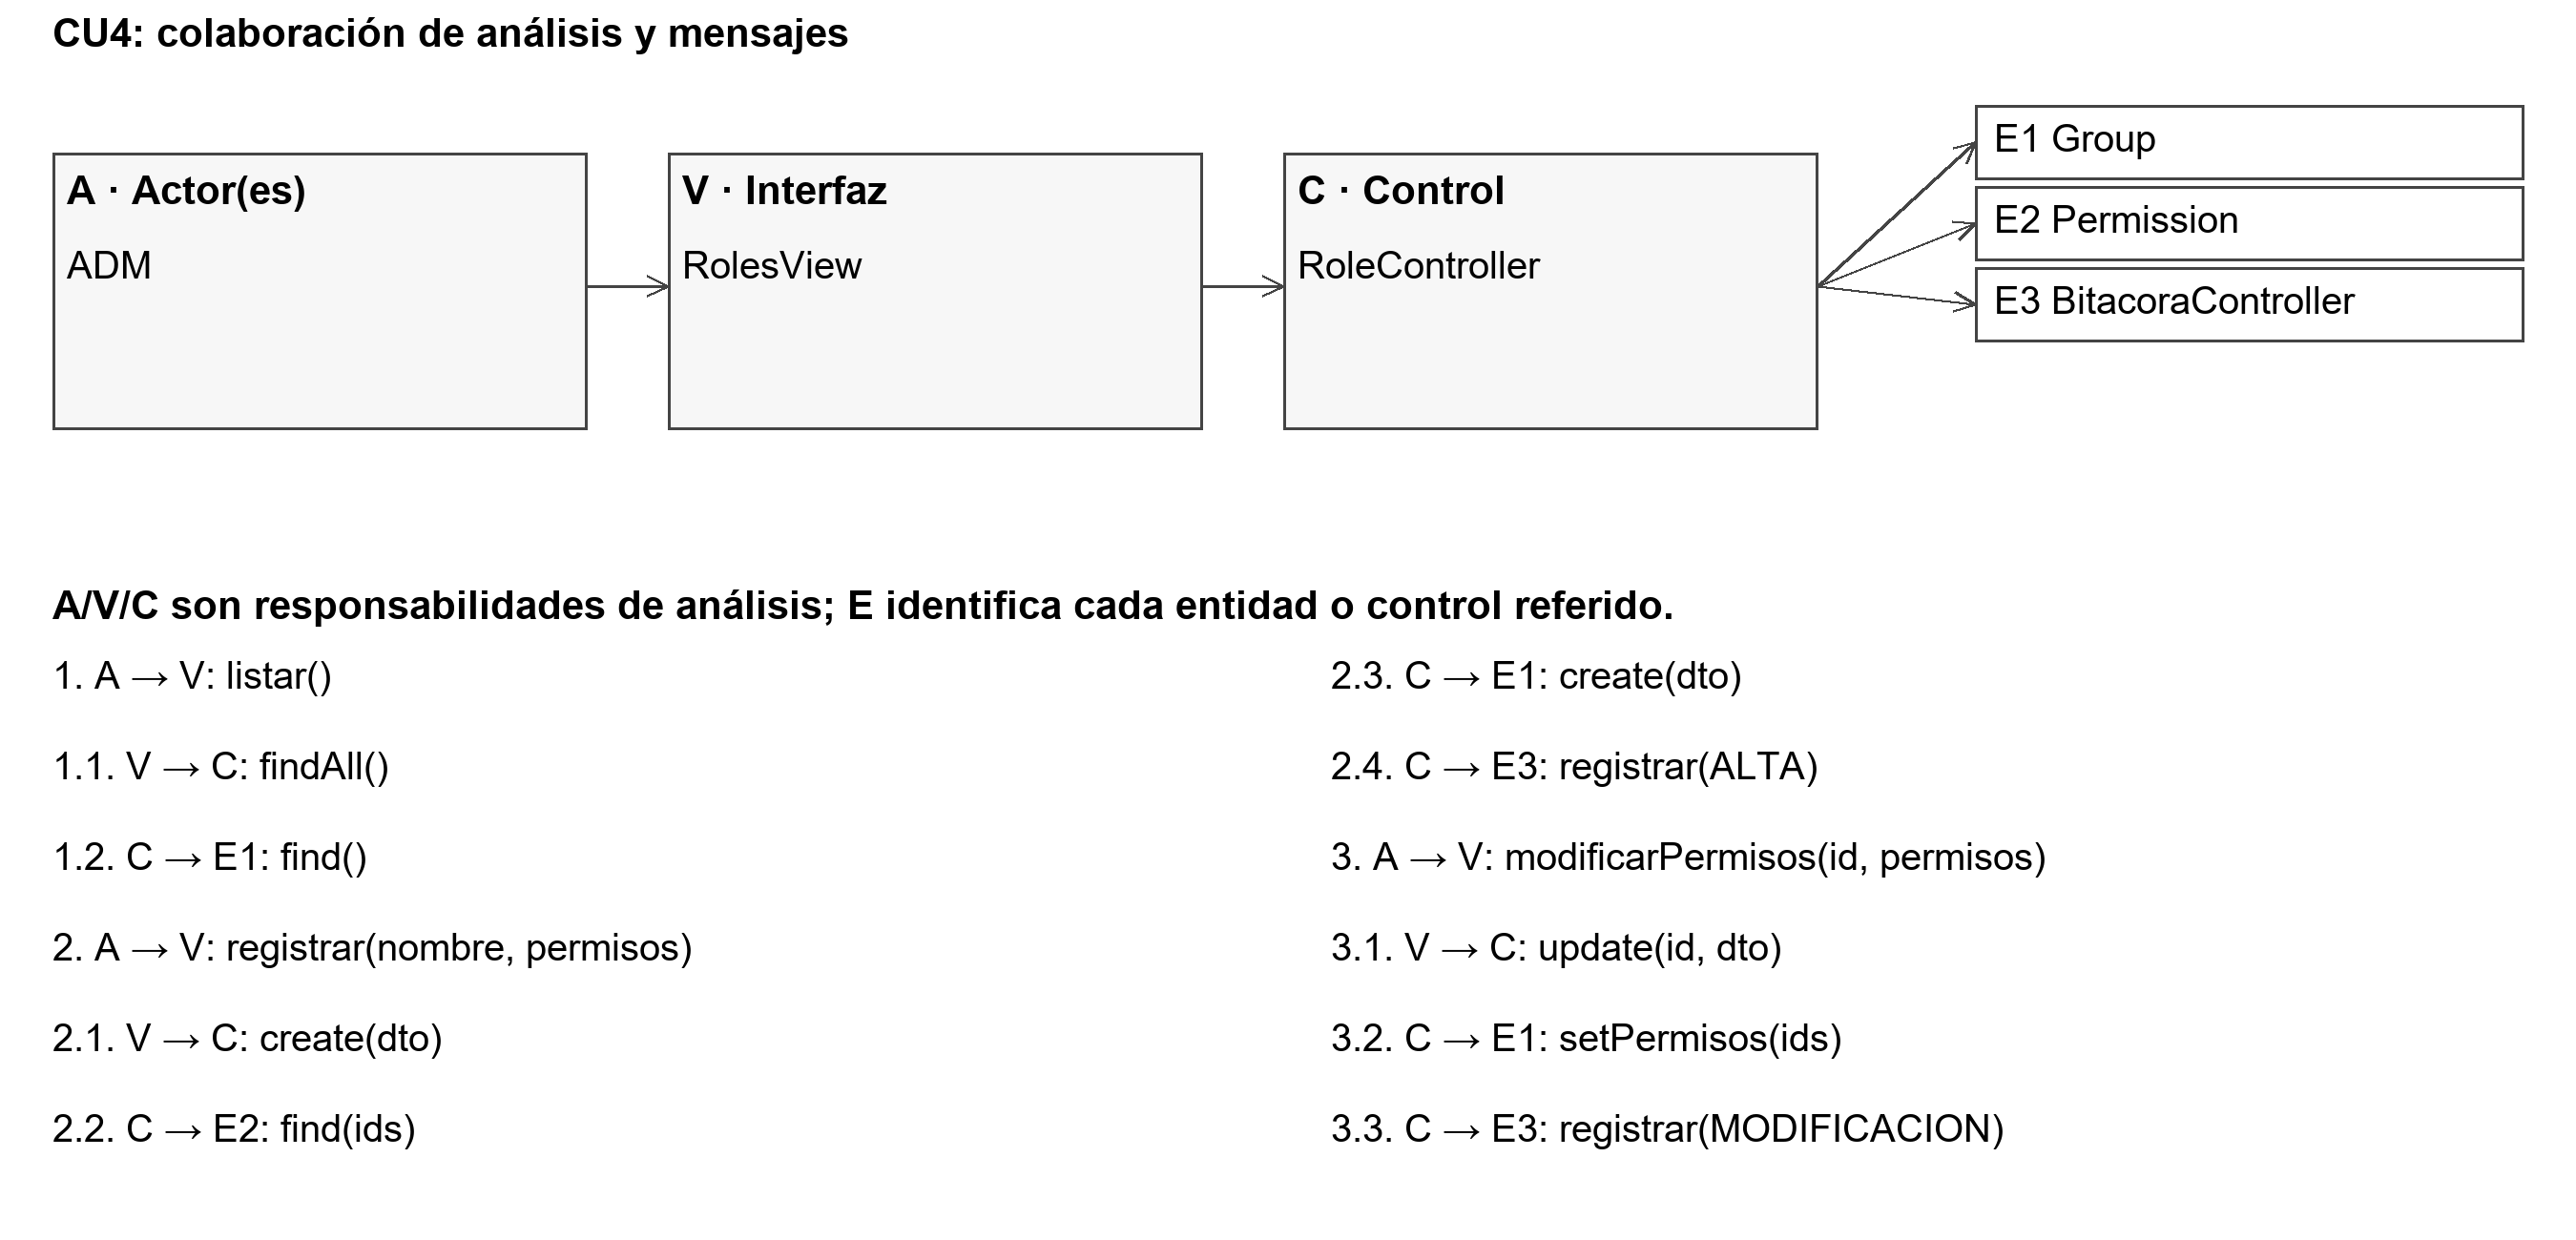 CU4: colaboración de análisis y mensajes
A · Actor(es)
ADM
V · Interfaz
RolesView
C · Control
RoleController
E1 Group
E2 Permission
E3 BitacoraController
A/V/C son responsabilidades de análisis; E identifica cada entidad o control referido.
1. A → V: listar()
1.1. V → C: findAll()
1.2. C → E1: find()
2. A → V: registrar(nombre, permisos)
2.1. V → C: create(dto)
2.2. C → E2: find(ids)
2.3. C → E1: create(dto)
2.4. C → E3: registrar(ALTA)
3. A → V: modificarPermisos(id, permisos)
3.1. V → C: update(id, dto)
3.2. C → E1: setPermisos(ids)
3.3. C → E3: registrar(MODIFICACION)